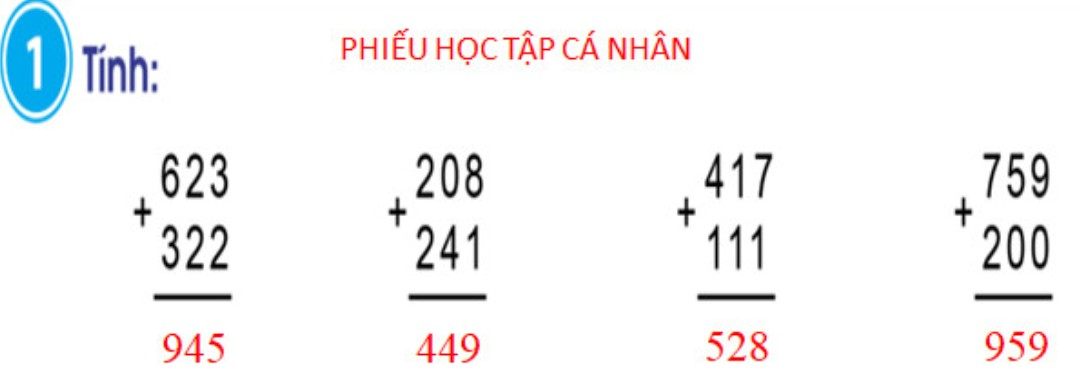 PHIẾU HỌC TẬP CÁ NHÂN
1 Tính:
623 208 417 759
+ + + +
322 241 111 200
945 449 528 959